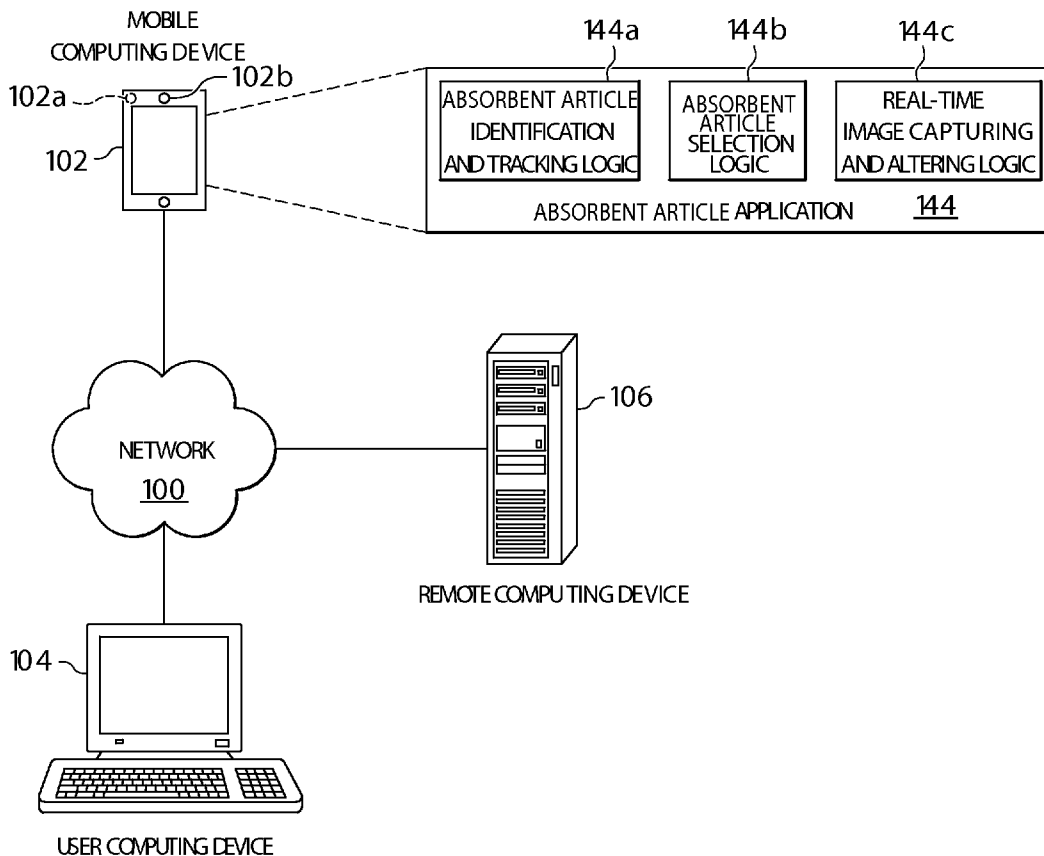 MOBILE
COMPUTING DEVICE
102a
102b
102
144a
144b
144c
ABSORBENT ARTICLE
IDENTIFICATION
AND TRACKING LOGIC
ABSORBENT
ARTICLE
SELECTION
LOGIC
REAL-TIME
IMAGE CAPTURING
AND ALTERING LOGIC
ABSORBENT ARTICLE APPLICATION 144
NETWORK
100
106
REMOTE COMPUTING DEVICE
104
USER COMPUTING DEVICE